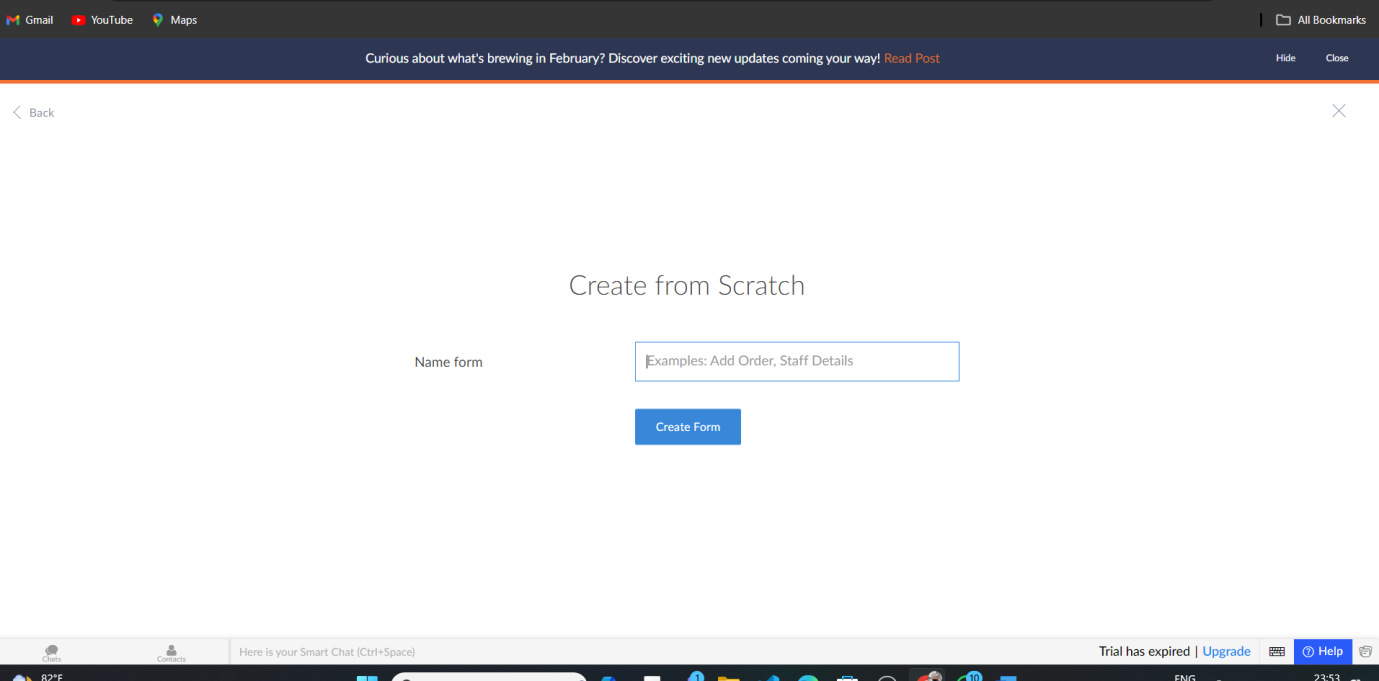 Gmail YouTube Maps All Bookmarks
Curious about what's brewing in February? Discover exciting new updates coming your way! Read Post Hide Close
Back
Create from Scratch
Name form Examples: Add Order, Staff Details
Create Form
Chats Contacts Here is your Smart Chat (Ctrl+Space) Trial has expired | Upgrade Help
82°F 1 10 ENG 23:53